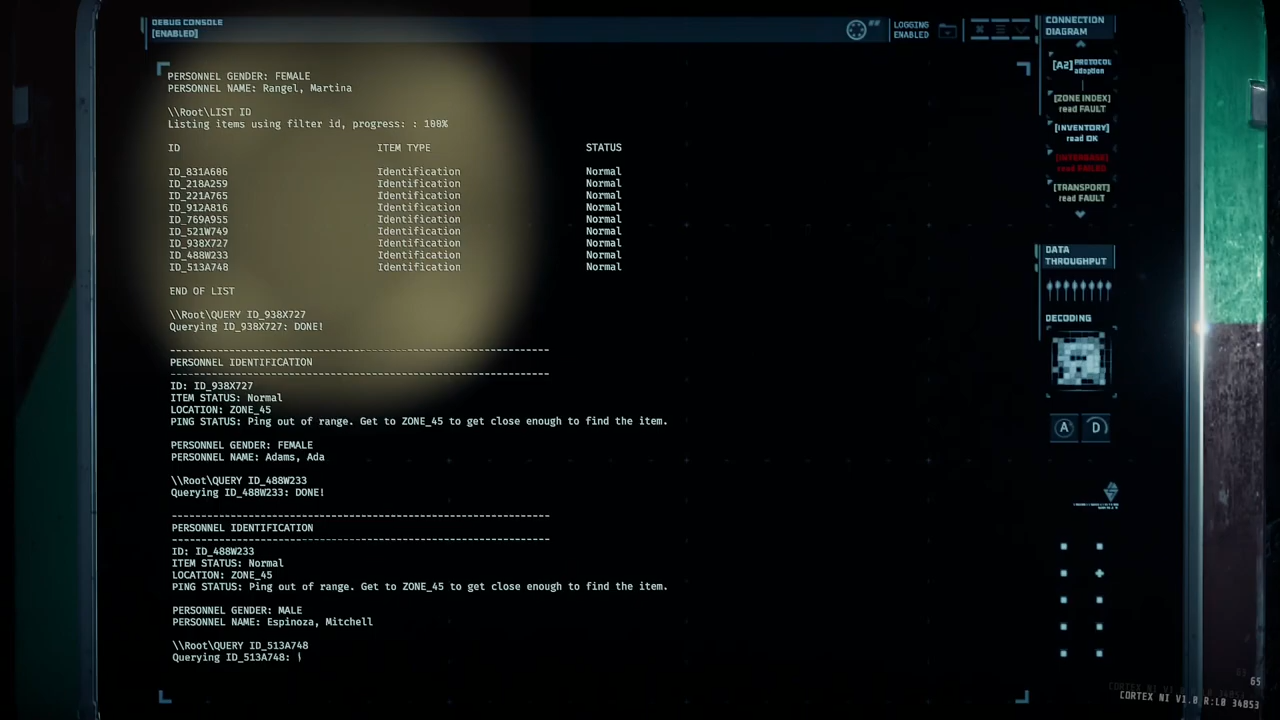 DEBUG CONSOLE
[ENABLED]
LOGGING
ENABLED
PERSONNEL GENDER: FEMALE
PERSONNEL NAME: Rangel, Martina
\\Root\LIST ID
Listing items using filter id, progress: : 100%
ID ITEM TYPE STATUS
ID_831A606 Identification Normal
ID_218A259 Identification Normal
ID_221A765 Identification Normal
ID_912A816 Identification Normal
ID_769A955 Identification Normal
ID_521W749 Identification Normal
ID_938X727 Identification Normal
ID_488W233 Identification Normal
ID_513A748 Identification Normal
END OF LIST
\\Root\QUERY ID_938X727
Querying ID_938X727: DONE!
--------------------------------------------------------------
PERSONNEL IDENTIFICATION
--------------------------------------------------------------
ID: ID_938X727
ITEM STATUS: Normal
LOCATION: ZONE_45
PING STATUS: Ping out of range. Get to ZONE_45 to get close enough to find the item.
PERSONNEL GENDER: FEMALE
PERSONNEL NAME: Adams, Ada
\\Root\QUERY ID_488W233
Querying ID_488W233: DONE!
--------------------------------------------------------------
PERSONNEL IDENTIFICATION
--------------------------------------------------------------
ID: ID_488W233
ITEM STATUS: Normal
LOCATION: ZONE_45
PING STATUS: Ping out of range. Get to ZONE_45 to get close enough to find the item.
PERSONNEL GENDER: MALE
PERSONNEL NAME: Espinoza, Mitchell
\\Root\QUERY ID_513A748
Querying ID_513A748: \
CONNECTION
DIAGRAM
[A2] PROTOCOL
adoption
[ZONE INDEX]
read FAULT
[INVENTORY]
read OK
read FAILED
[TRANSPORT]
read FAULT
DATA
THROUGHPUT
DECODING
A D
65
CORTEX NI V1.0 R:L0 34853